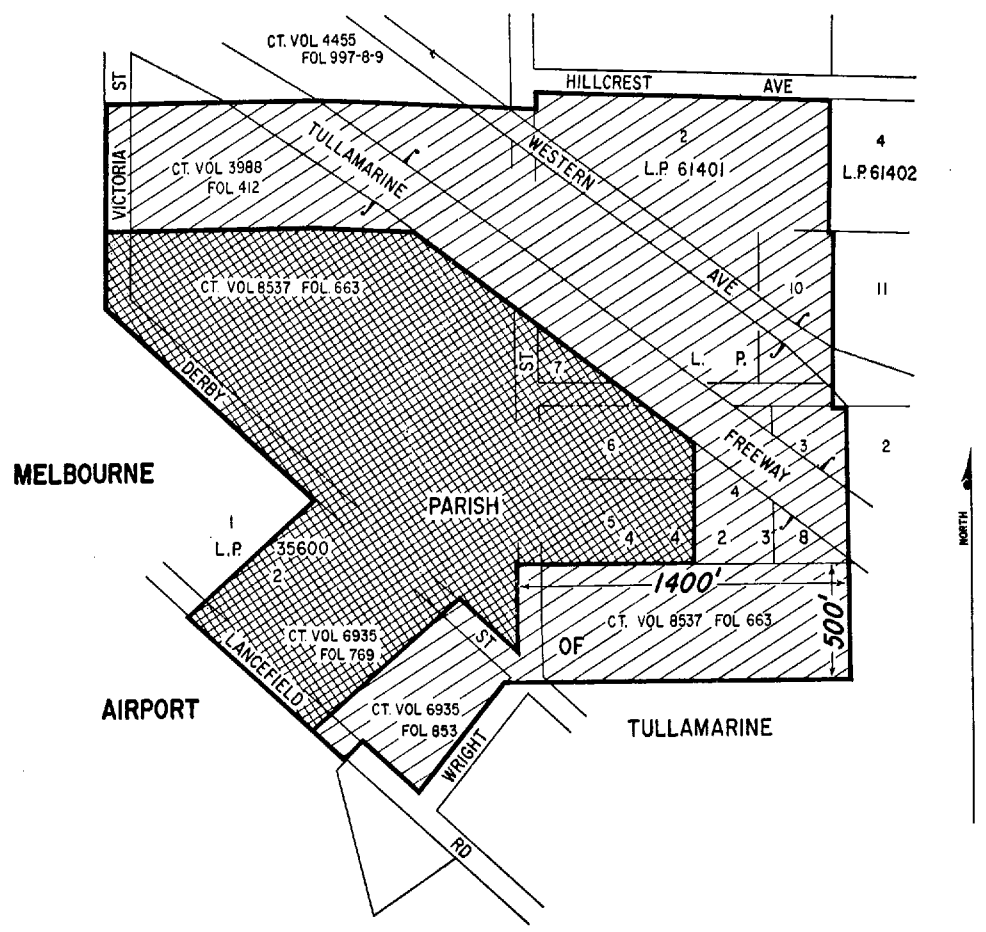 CT. VOL 4455
FOL 997-8-9
ST
HILLCREST AVE
VICTORIA
TULLAMARINE
WESTERN
2
L.P. 61401
4
L.P. 61402
CT. VOL 3988
FOL 412
CT. VOL 8537 FOL. 663
AVE
10
11
DERBY
ST
7
L. P.
FREEWAY
3
2
6
MELBOURNE
PARISH
4
1
L.P. 35600
2
5
4
4
2
3
8
NORTH
1400'
500'
CT. VOL 8537 FOL 663
CT. VOL 6935
FOL 769
ST
OF
LANCEFIELD
AIRPORT
CT. VOL 6935
FOL 853
WRIGHT
TULLAMARINE
RD